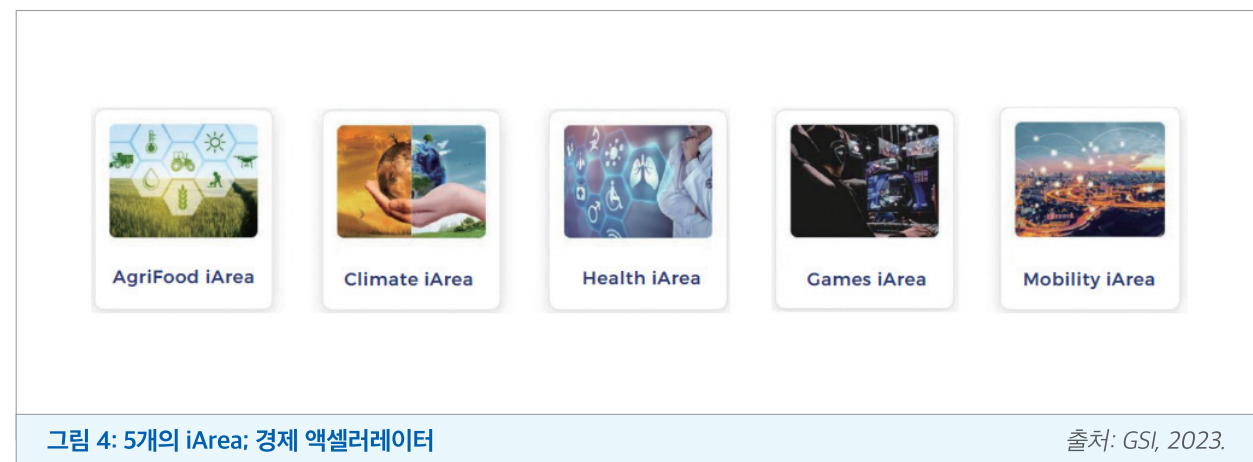 AgriFood iArea
Climate iArea
Health iArea
Games iArea
Mobility iArea
그림 4: 5개의 iArea; 경제 액셀러레이터
출처: GSI, 2023.